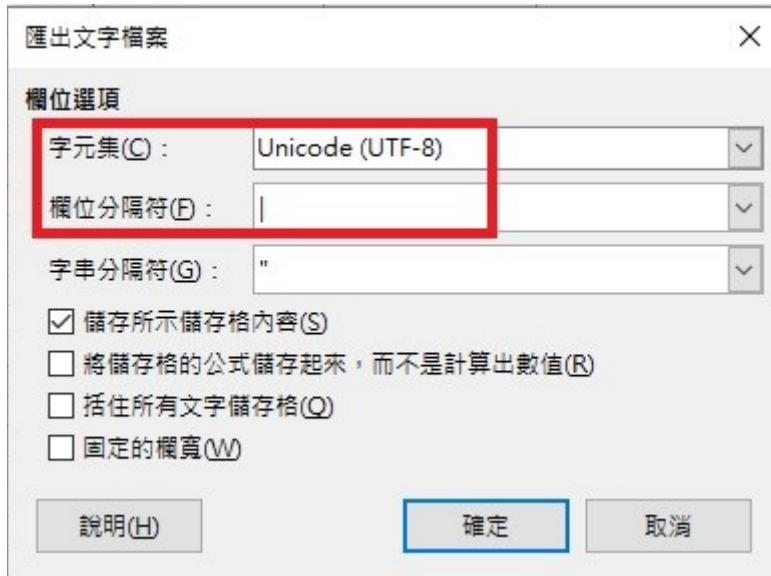 匯出文字檔案
欄位選項
字元集(C)： Unicode (UTF-8)
欄位分隔符(F)： |
字串分隔符(G)： "
儲存所示儲存格內容(S)
將儲存格的公式儲存起來，而不是計算出數值(R)
括住所有文字儲存格(Q)
固定的欄寬(W)
說明(H) 確定 取消